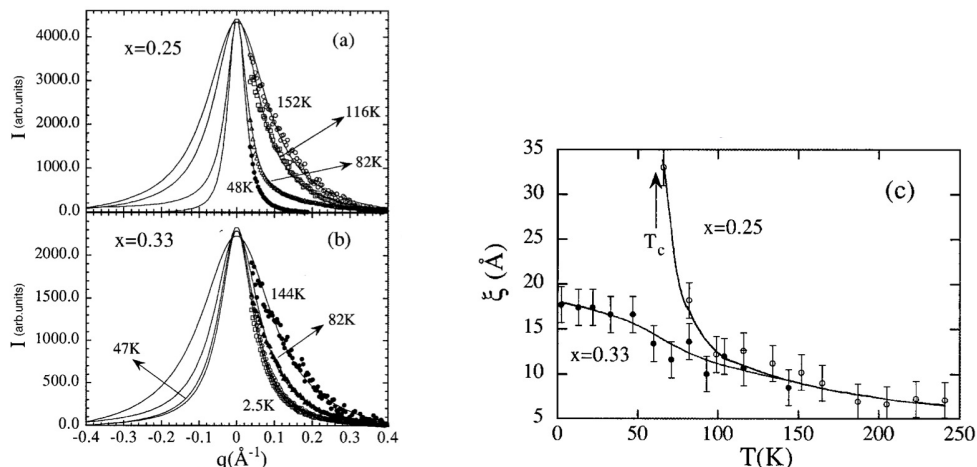 (a)
x=0.25
I (arb.units)
4000.0
3000.0
2000.0
1000.0
0.0
152K
116K
82K
48K
(b)
x=0.33
I (arb.units)
2000.0
1500.0
1000.0
500.0
0.0
144K
82K
47K
2.5K
-0.4 -0.3 -0.2 -0.1 0 0.1 0.2 0.3 0.4
q(Å⁻¹)
(c)
ξ (Å)
35
30
25
20
15
10
5
Tc
x=0.25
x=0.33
0 50 100 150 200 250
T(K)